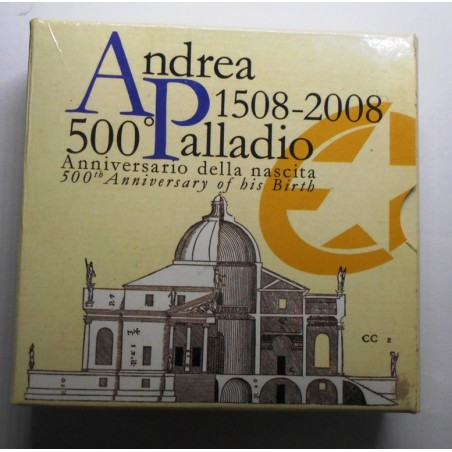 Andrea
1508-2008
500° Palladio
Anniversario della nascita
500th Anniversary of his Birth
CC